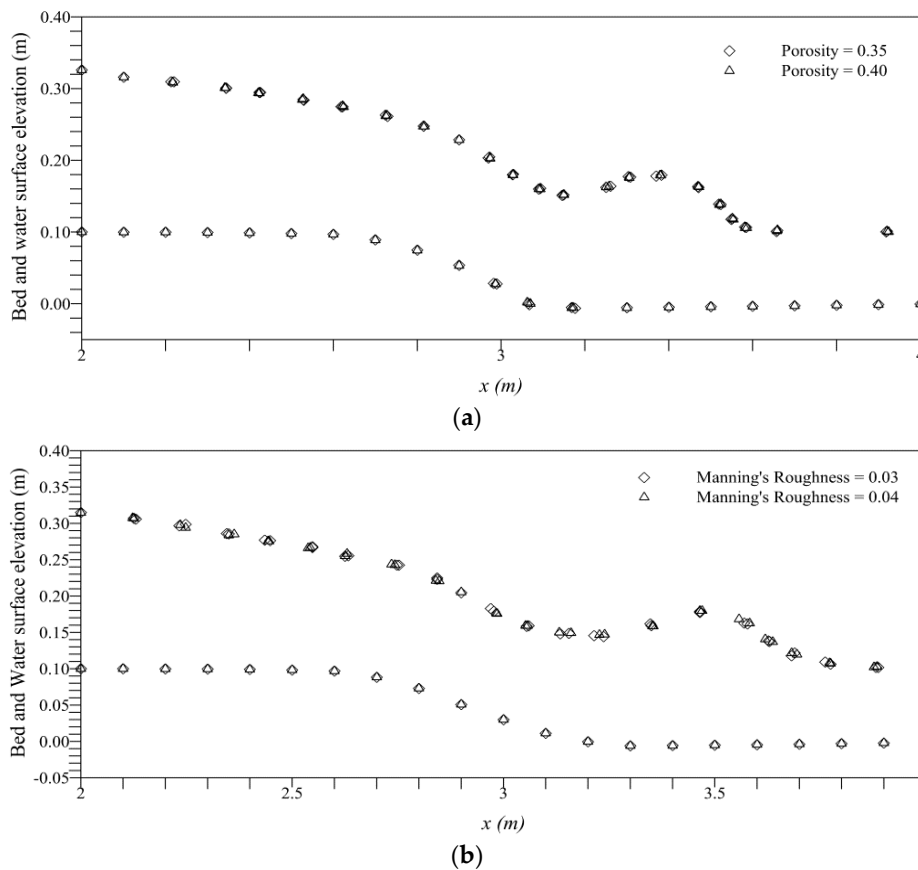 0.40
0.30
0.20
0.10
0.00
Bed and water surface elevation (m)
Porosity = 0.35
Porosity = 0.40
2
3
x (m)
(a)
0.40
0.35
0.30
0.25
0.20
0.15
0.10
0.05
0.00
-0.05
Bed and Water surface elevation (m)
Manning's Roughness = 0.03
Manning's Roughness = 0.04
2
2.5
3
3.5
x (m)
(b)